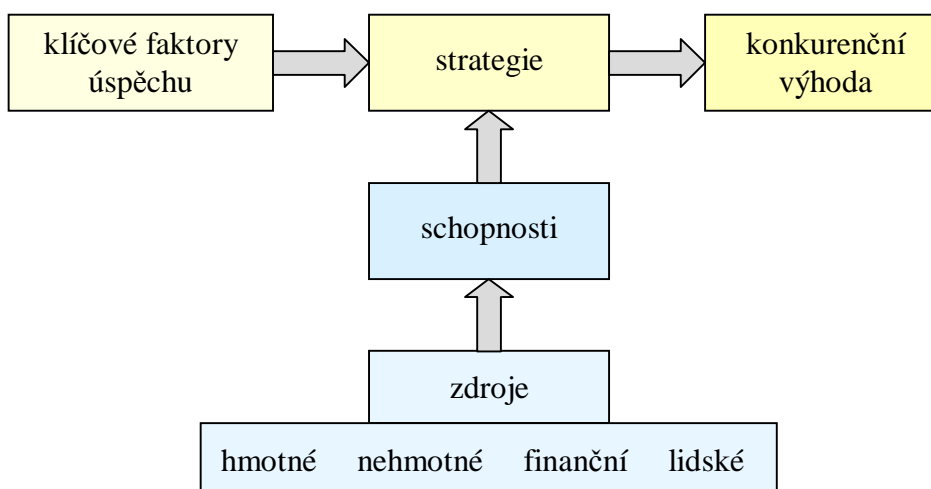 klíčové faktory
úspěchu
strategie
konkurenční
výhoda
schopnosti
zdroje
hmotné nehmotné finanční lidské